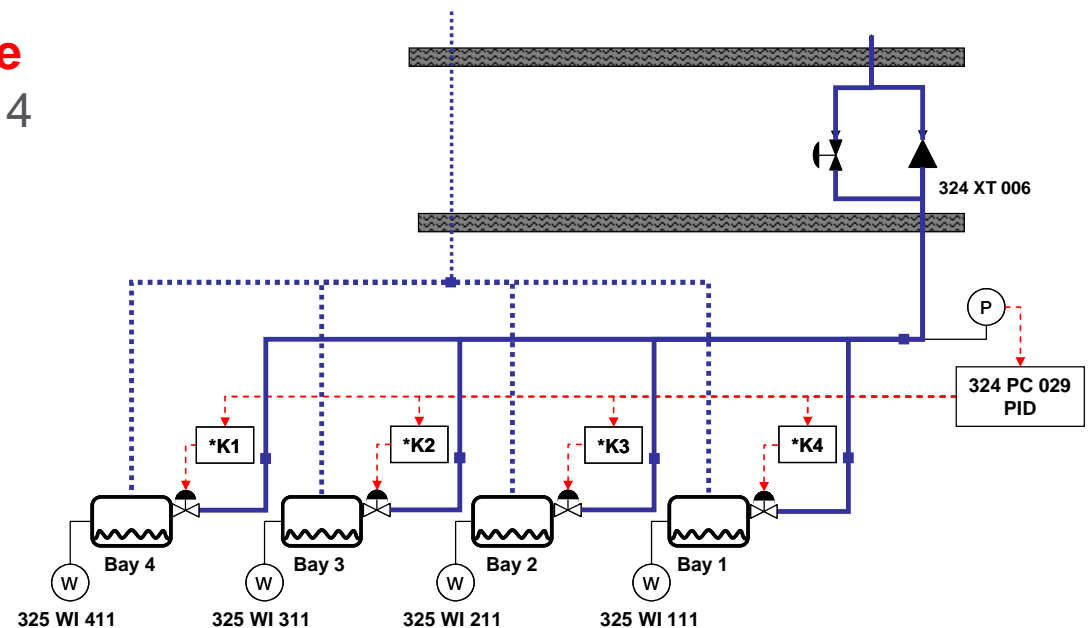 e
4
324 XT 006
P
324 PC 029
PID
*K1
*K2
*K3
*K4
Bay 4
Bay 3
Bay 2
Bay 1
W
W
W
W
325 WI 411
325 WI 311
325 WI 211
325 WI 111